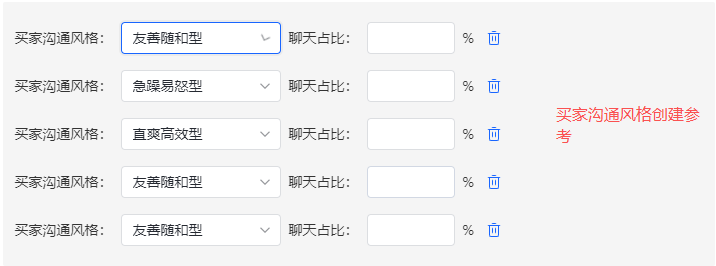 买家沟通风格： 友善随和型 聊天占比： %
买家沟通风格： 急躁易怒型 聊天占比： %
买家沟通风格： 直爽高效型 聊天占比： %
买家沟通风格： 友善随和型 聊天占比： %
买家沟通风格： 友善随和型 聊天占比： %
买家沟通风格创建参
考